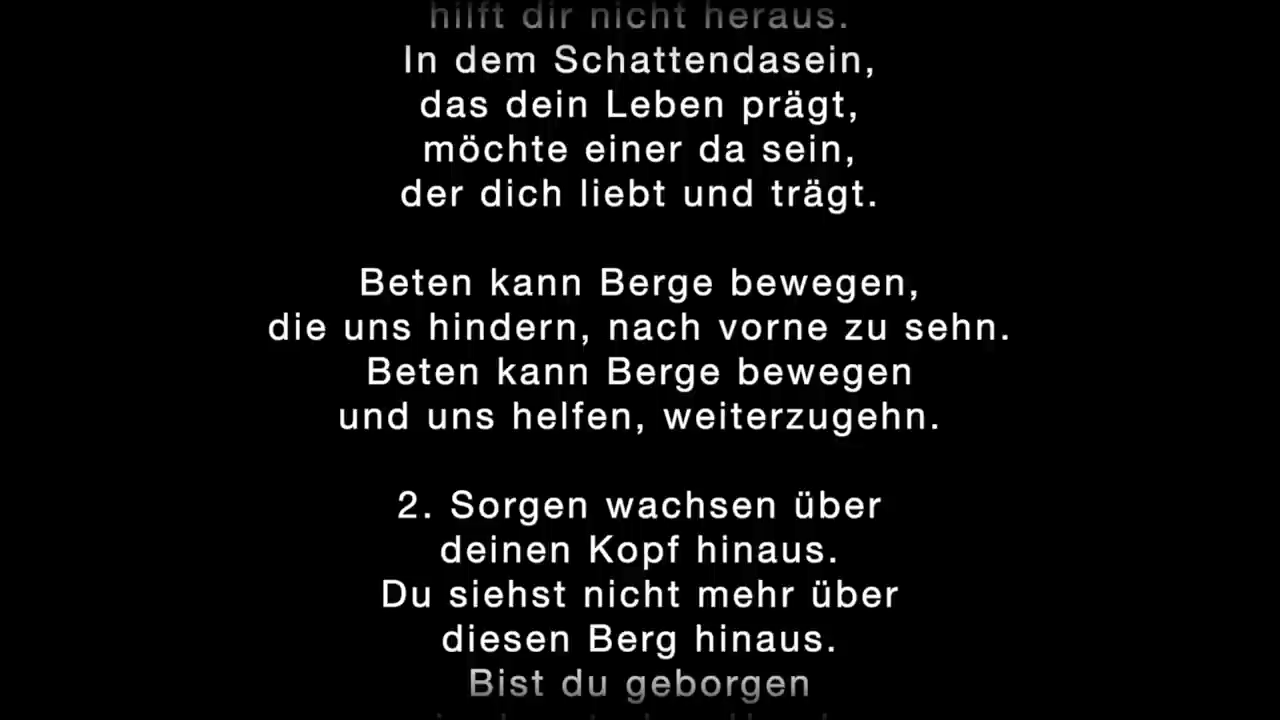 hilft dir nicht heraus.
In dem Schattendasein,
das dein Leben prägt,
möchte einer da sein,
der dich liebt und trägt.
Beten kann Berge bewegen,
die uns hindern, nach vorne zu sehn.
Beten kann Berge bewegen
und uns helfen, weiterzugehn.
2. Sorgen wachsen über
deinen Kopf hinaus.
Du siehst nicht mehr über
diesen Berg hinaus.
Bist du geborgen